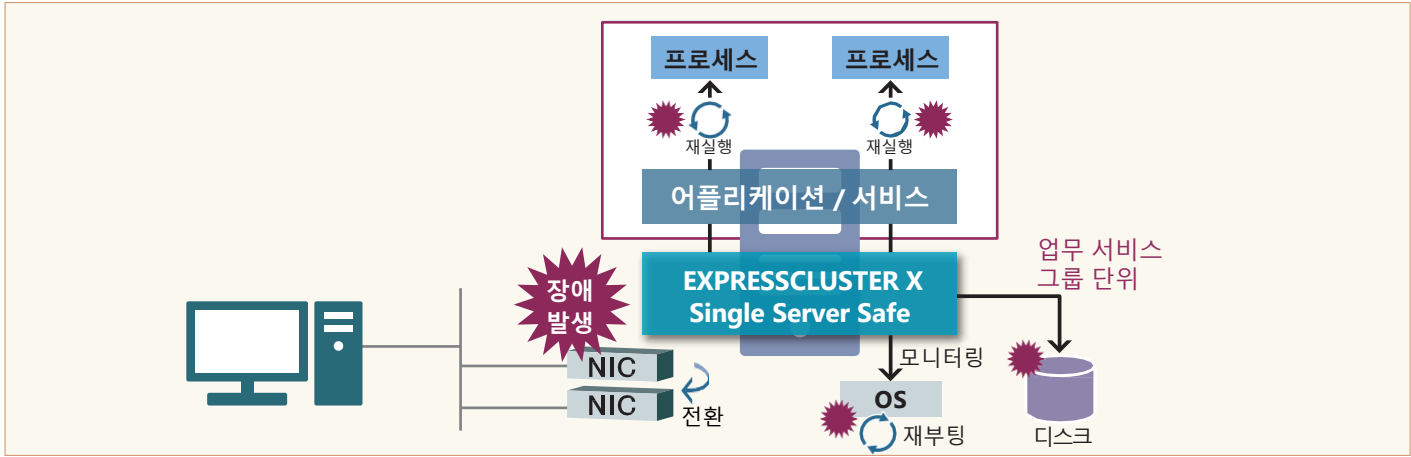 프로세스
프로세스
재실행
재실행
어플리케이션 / 서비스
업무 서비스
그룹 단위
EXPRESSCLUSTER X
Single Server Safe
장애
발생
모니터링
NIC
NIC
전환
OS
재부팅
디스크